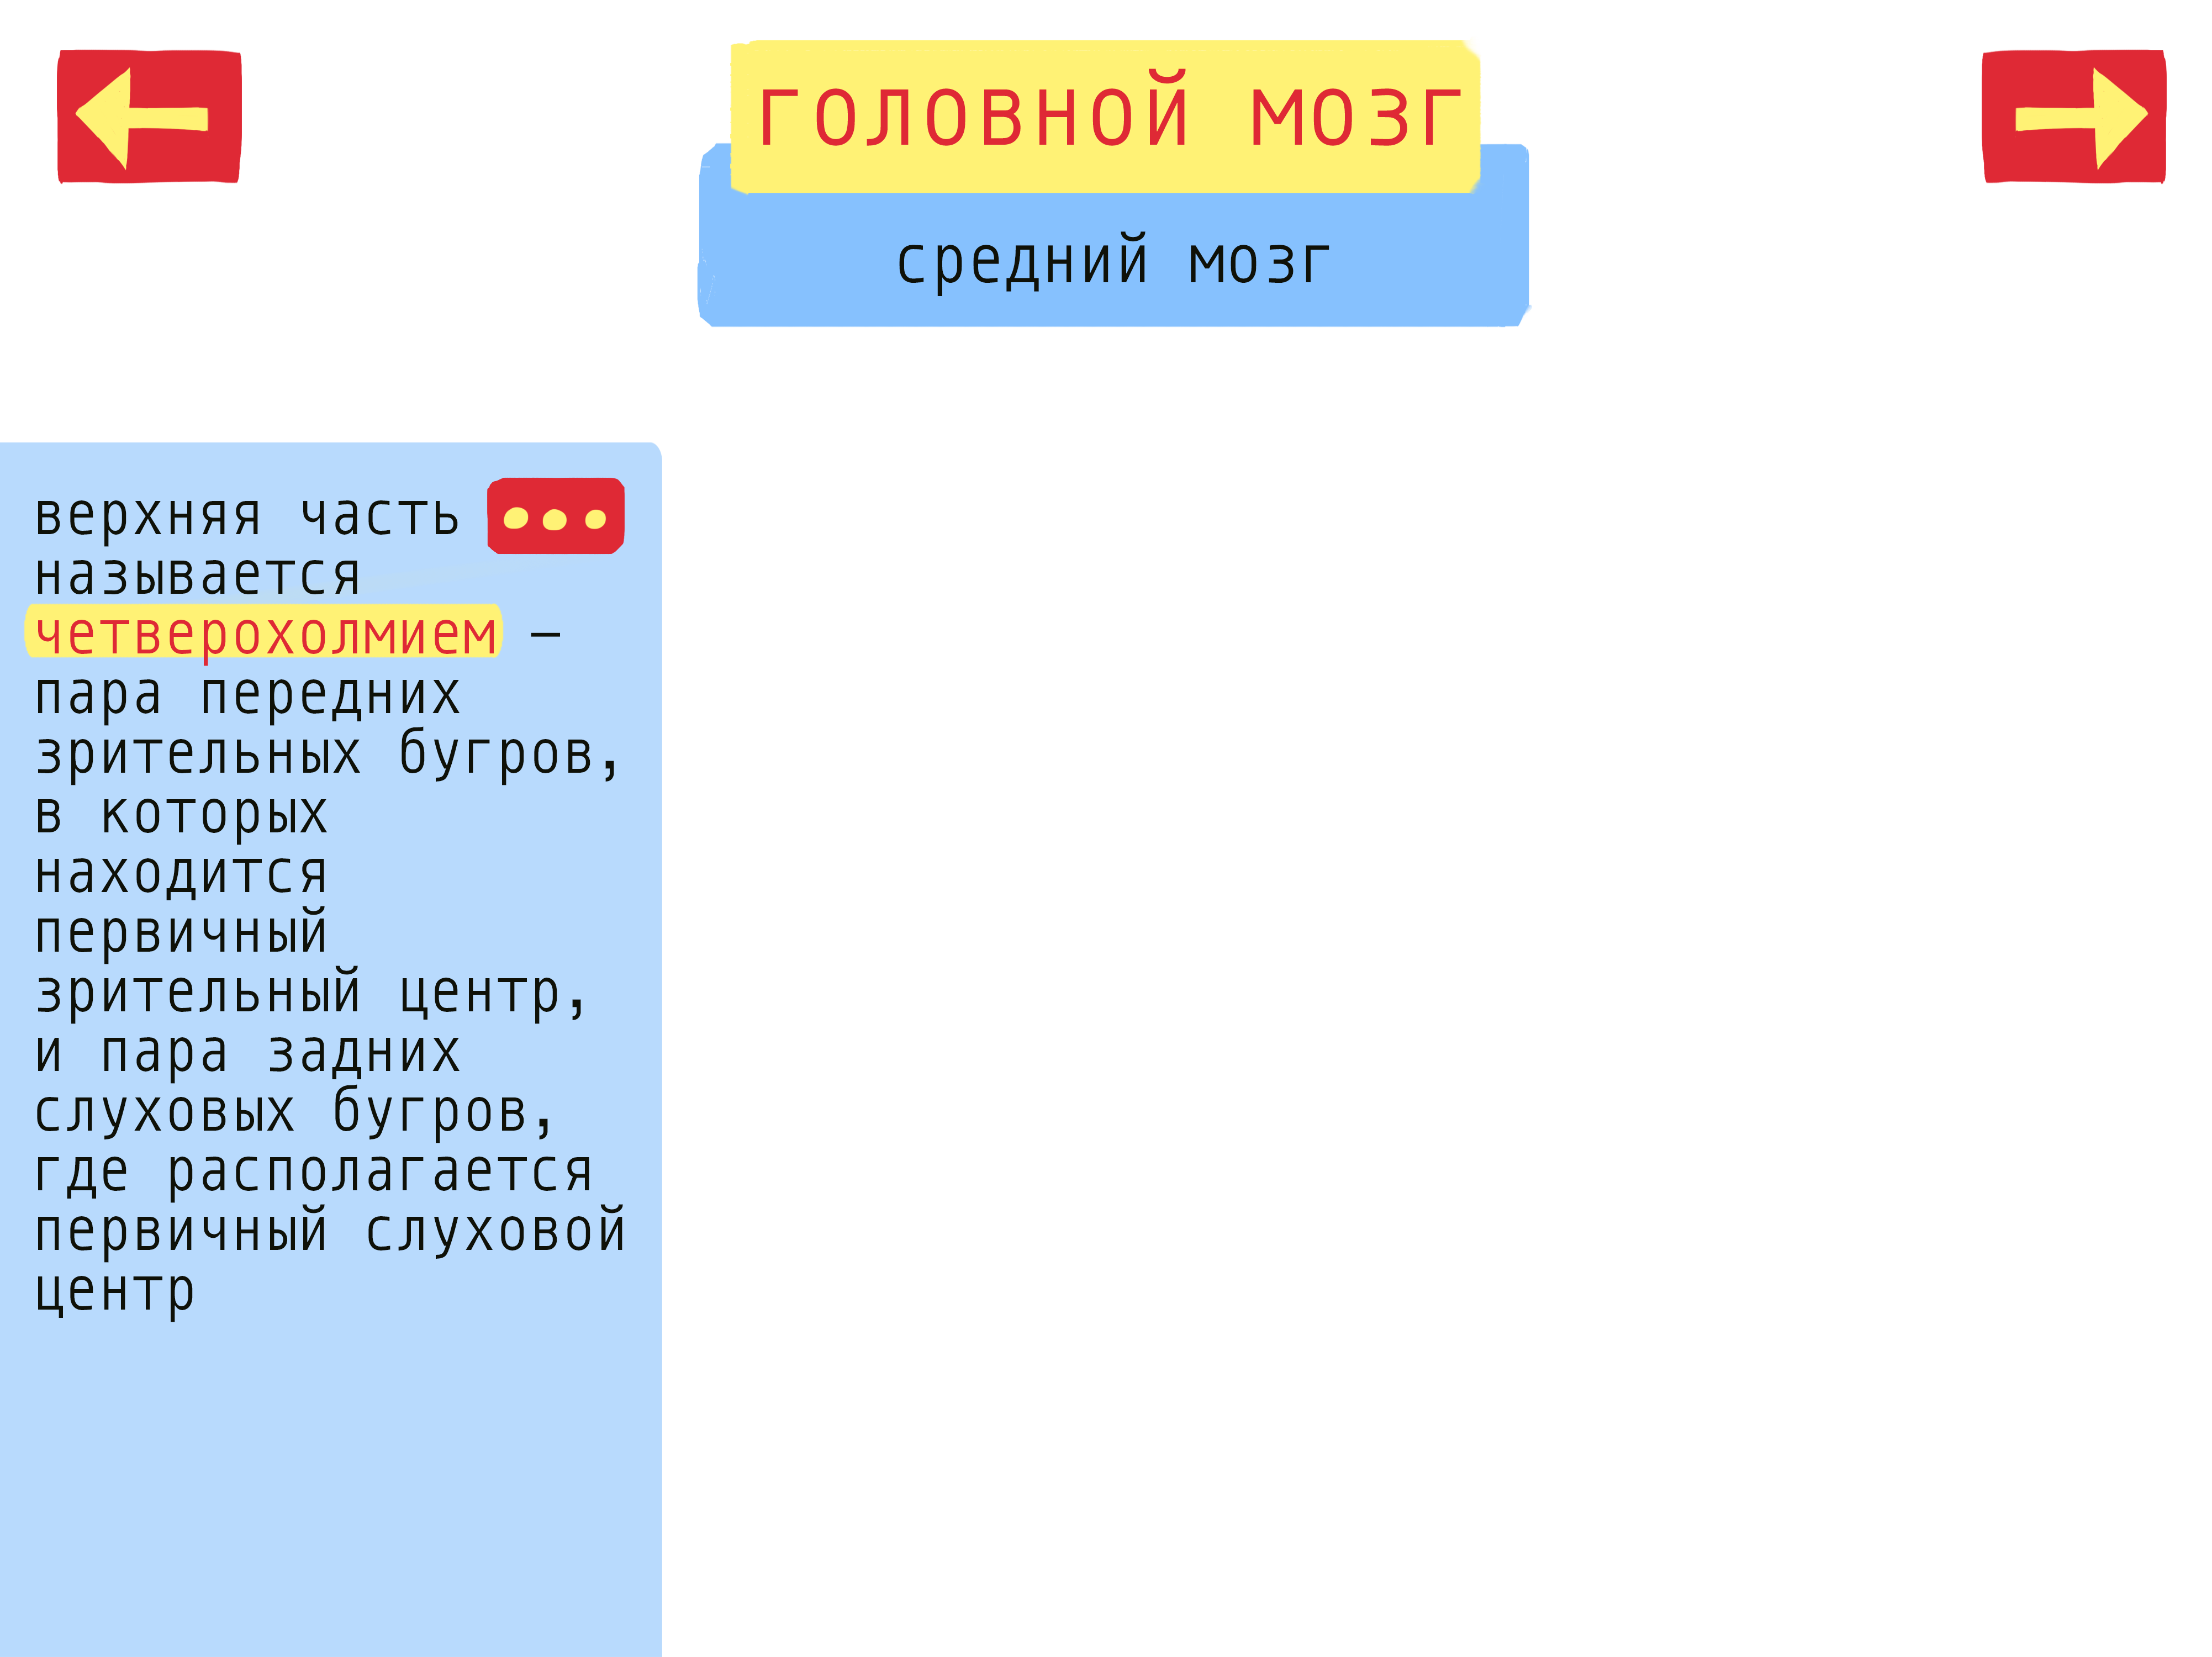 головной мозг
средний мозг
верхняя часть
называется
четверохолмием –
пара передних
зрительных бугров,
в которых
находится
первичный
зрительный центр,
и пара задних
слуховых бугров,
где располагается
первичный слуховой
центр